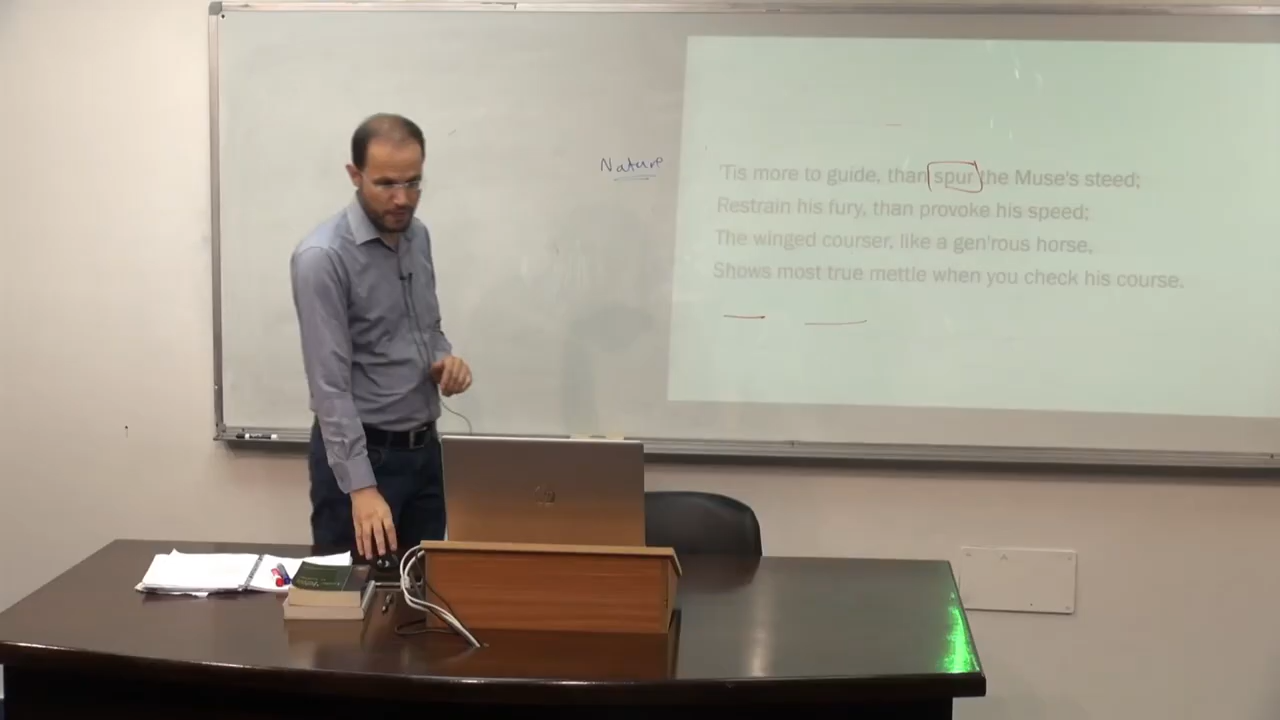 Nature
'Tis more to guide, than spur the Muse's steed;
Restrain his fury, than provoke his speed;
The winged courser, like a gen'rous horse,
Shows most true mettle when you check his course.
hp